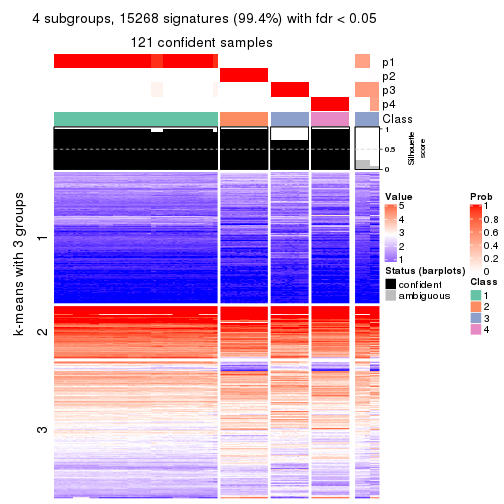 4 subgroups, 15268 signatures (99.4%) with fdr < 0.05
121 confident samples
p1
p2
p3
p4
Class
1
0.5
0
Silhouette
score
k-means with 3 groups
1
2
3
Value
5
4
3
2
1
Status (barplots)
confident
ambiguous
Prob
1
0.8
0.6
0.4
0.2
0
Class
1
2
3
4